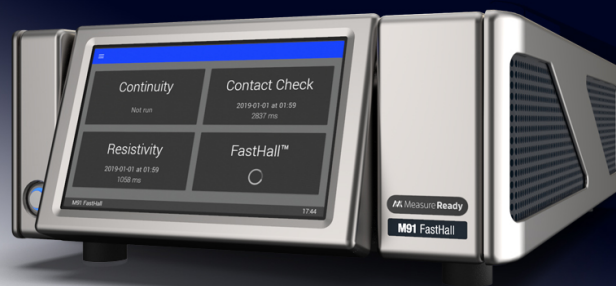 Continuity
Not run
Contact Check
2019-01-01 at 01:59
2837 ms
Resistivity
2019-01-01 at 01:59
1058 ms
FastHall™
M91 FastHall
17:44
MeasureReady
M91 FastHall